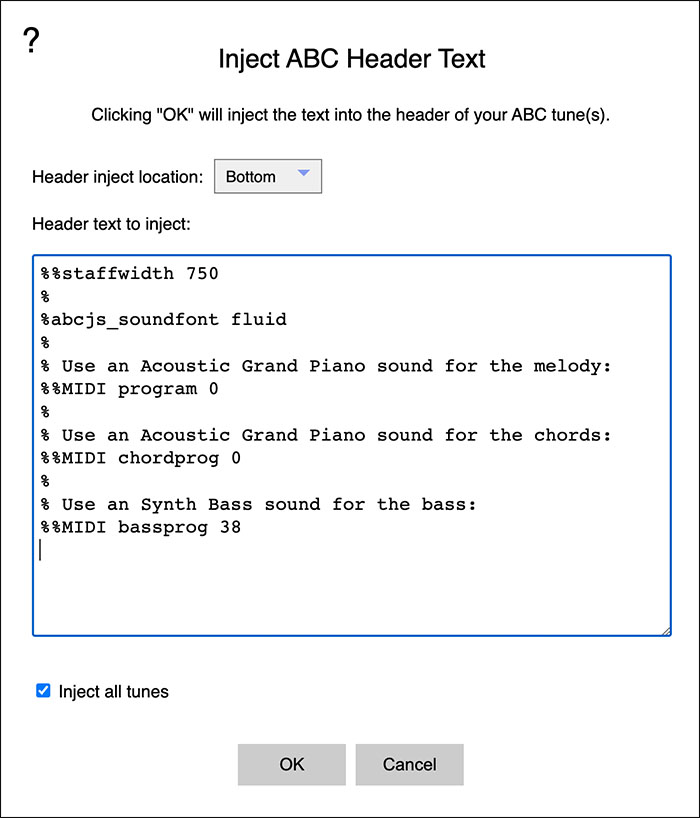 ?
Inject ABC Header Text
Clicking "OK" will inject the text into the header of your ABC tune(s).
Header inject location: Bottom
Header text to inject:
%%staffwidth 750
%
%abcjs_soundfont fluid
%
% Use an Acoustic Grand Piano sound for the melody:
%%MIDI program 0
%
% Use an Acoustic Grand Piano sound for the chords:
%%MIDI chordprog 0
%
% Use an Synth Bass sound for the bass:
%%MIDI bassprog 38
Inject all tunes
OK Cancel